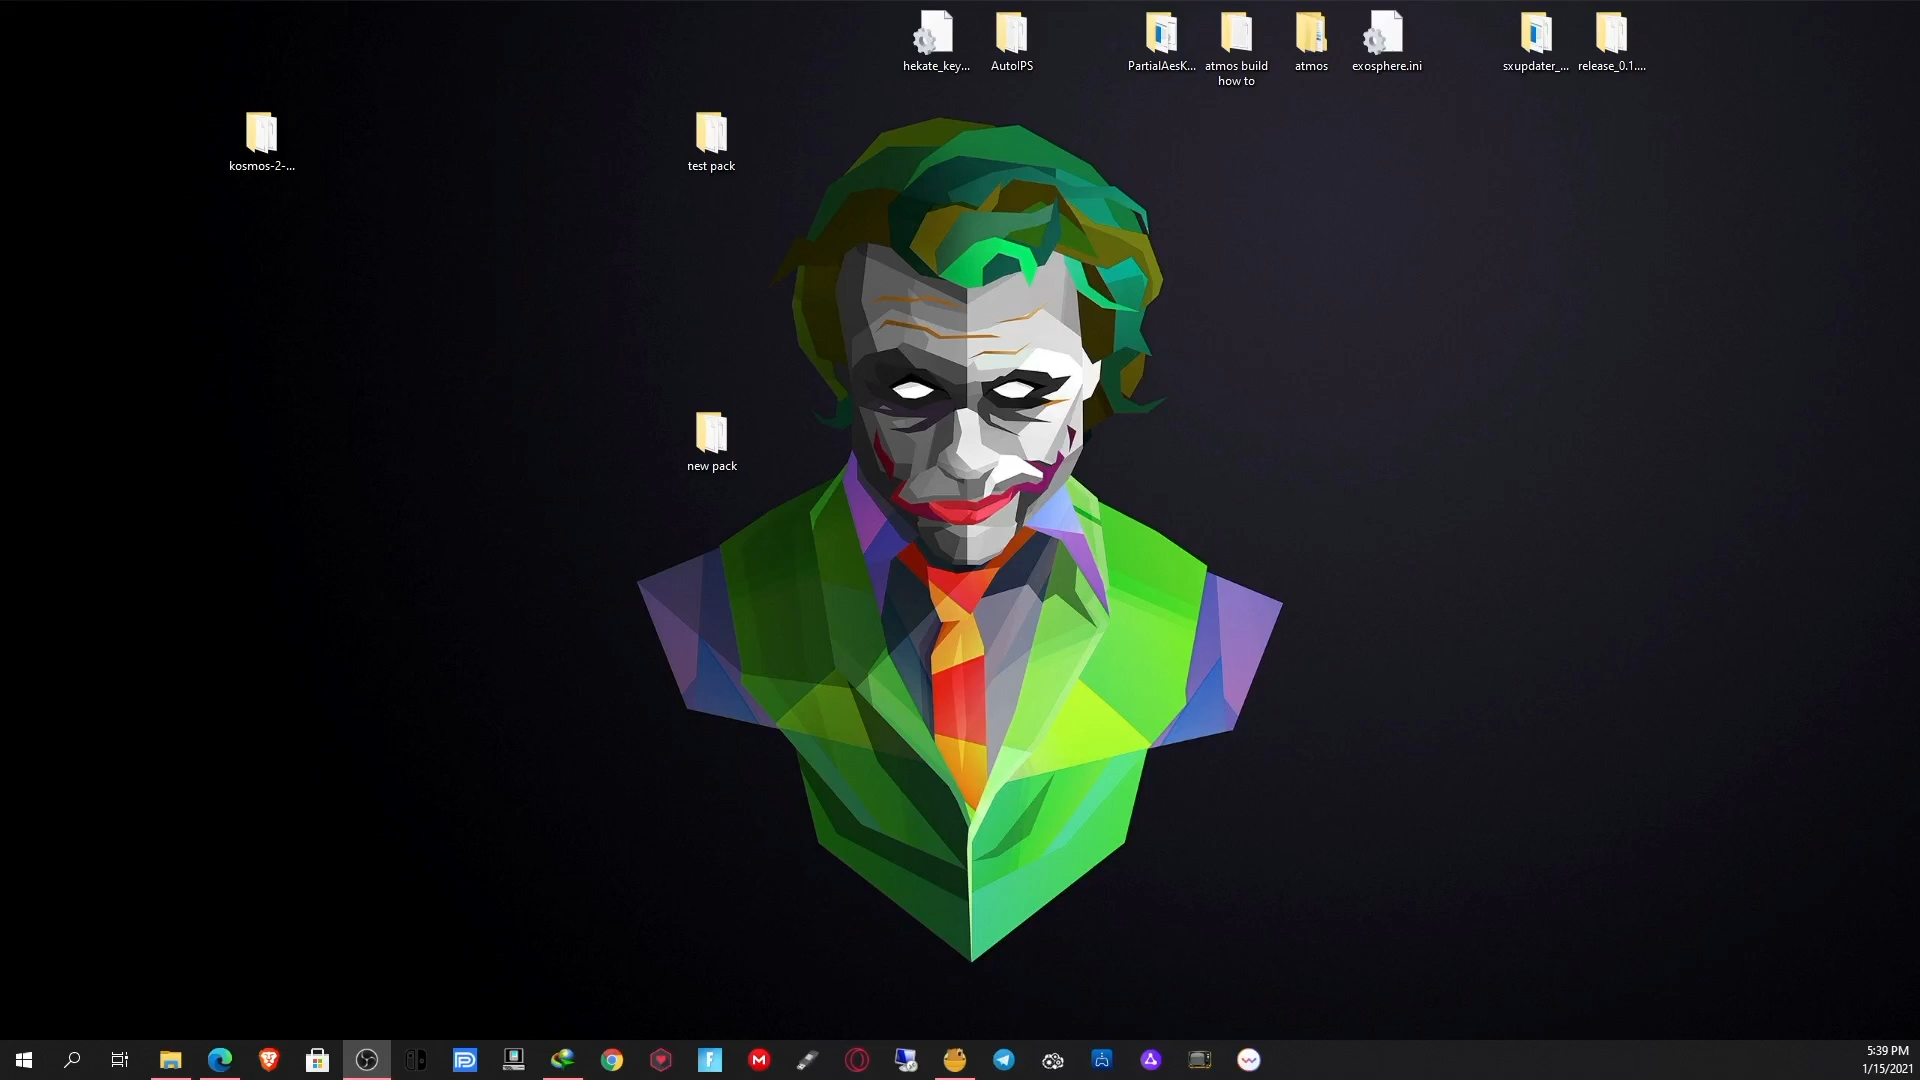 hekate_key...
AutoIPS
PartialAesK...
atmos build
how to
atmos
exosphere.ini
sxupdater_...
release_0.1....
kosmos-2-...
test pack
new pack
5:39 PM
1/15/2021